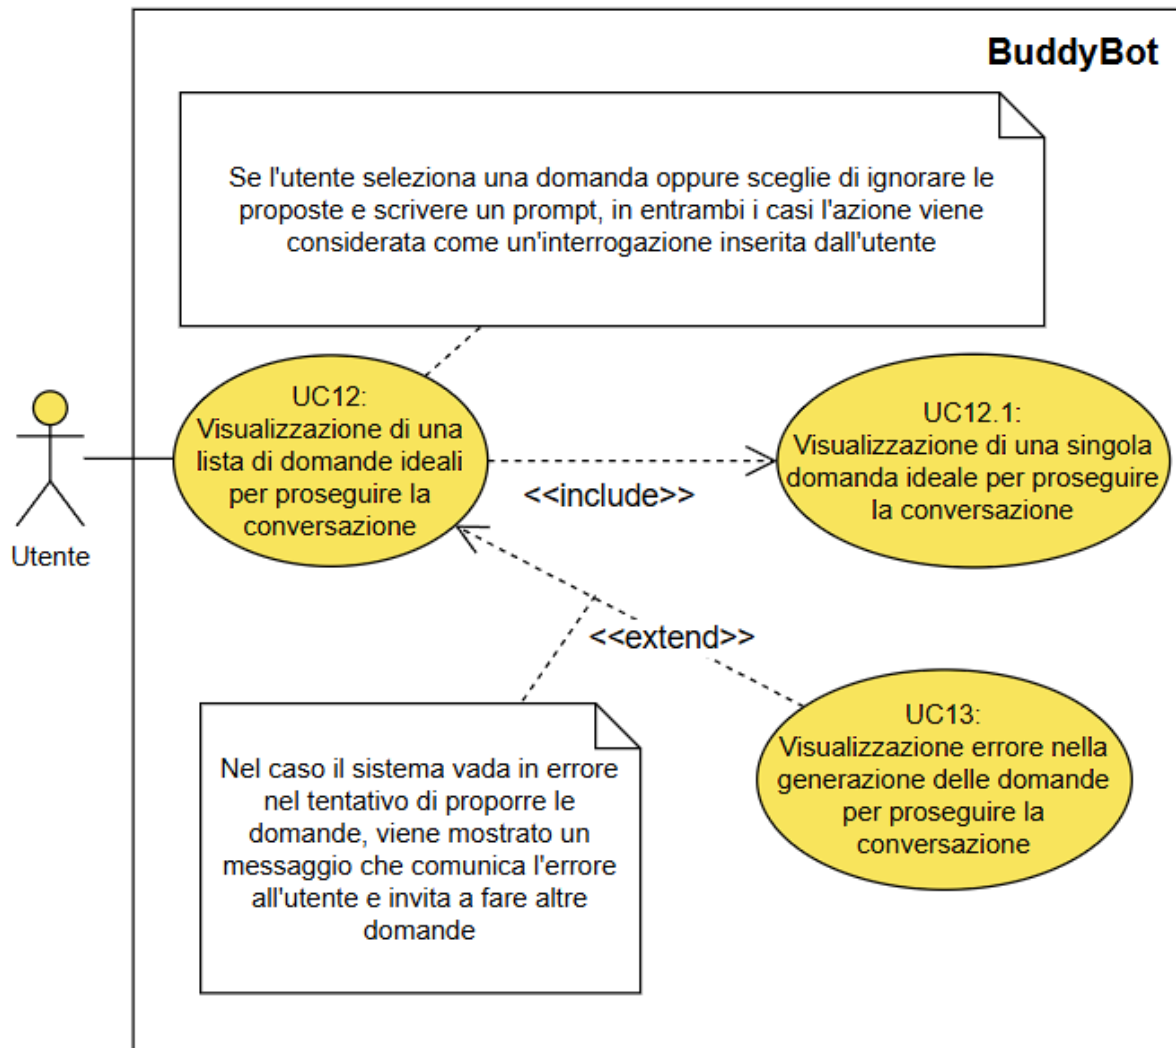 BuddyBot
Se l'utente seleziona una domanda oppure sceglie di ignorare le
proposte e scrivere un prompt, in entrambi i casi l'azione viene
considerata come un'interrogazione inserita dall'utente
UC12:
Visualizzazione di una
lista di domande ideali
per proseguire la
conversazione
UC12.1:
Visualizzazione di una singola
domanda ideale per proseguire
la conversazione
<<include>>
Utente
<<extend>>
UC13:
Visualizzazione errore nella
generazione delle domande
per proseguire la
conversazione
Nel caso il sistema vada in errore
nel tentativo di proporre le
domande, viene mostrato un
messaggio che comunica l'errore
all'utente e invita a fare altre
domande